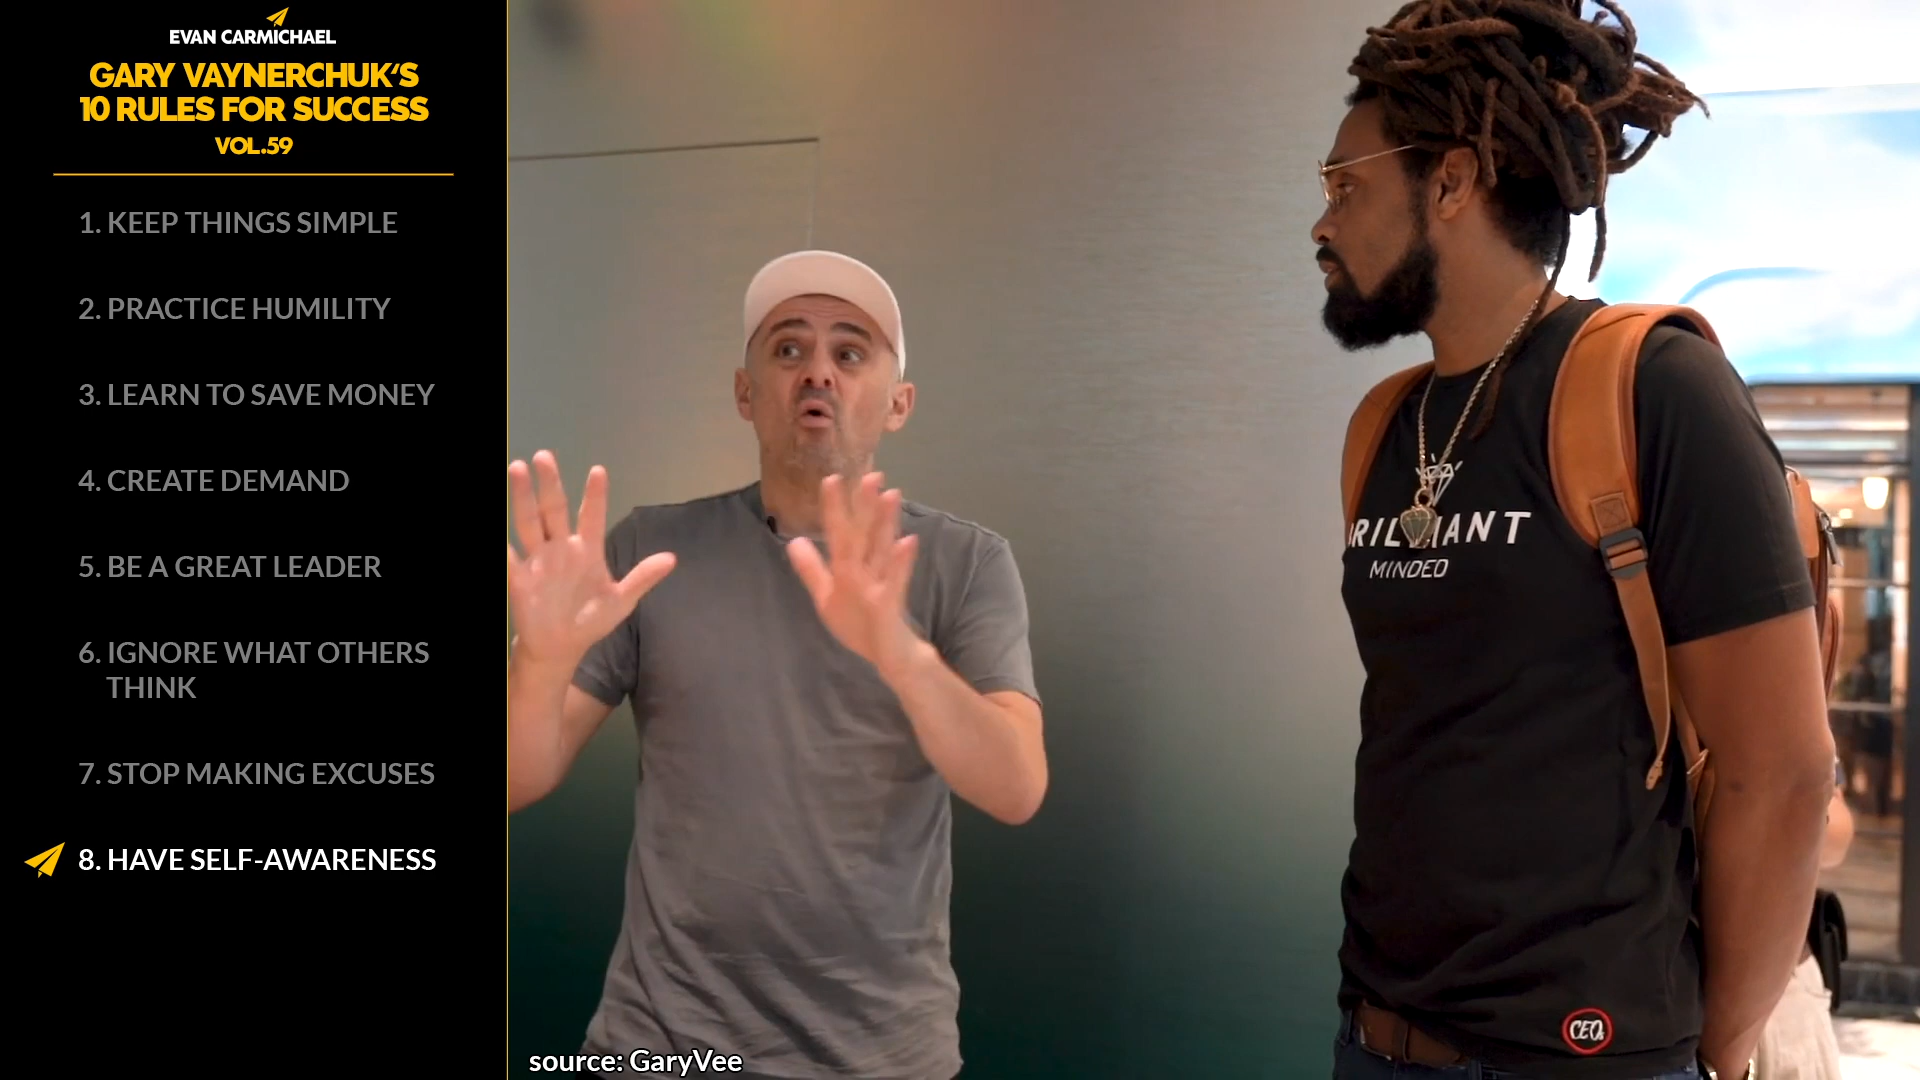 EVAN CARMICHAEL
GARY VAYNERCHUK'S
10 RULES FOR SUCCESS
VOL.59
1. KEEP THINGS SIMPLE
2. PRACTICE HUMILITY
3. LEARN TO SAVE MONEY
4. CREATE DEMAND
5. BE A GREAT LEADER
6. IGNORE WHAT OTHERS
THINK
7. STOP MAKING EXCUSES
8. HAVE SELF-AWARENESS
MINDED
CEO
source: GaryVee